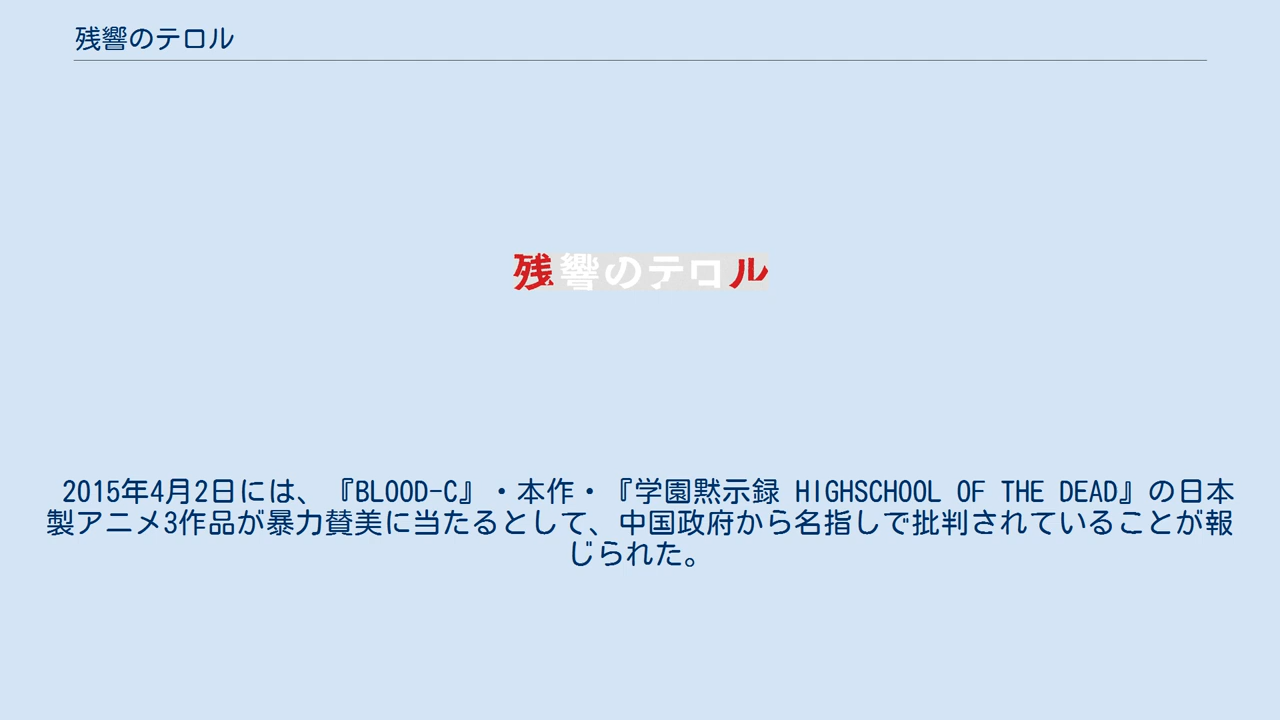 残響のテロル
残響のテロル
2015年4月2日には、『BLOOD-C』・本作・『学園黙示録 HIGHSCHOOL OF THE DEAD』の日本
製アニメ3作品が暴力賛美に当たるとして、中国政府から名指しで批判されていることが報
じられた。